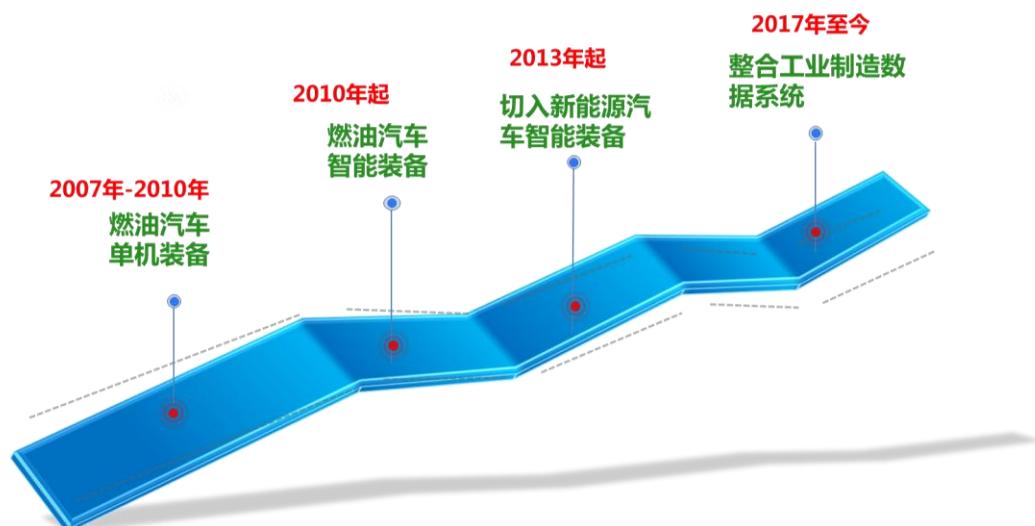 2007年-2010年
燃油汽车
单机装备
2010年起
燃油汽车
智能装备
2013年起
切入新能源汽
车智能装备
2017年至今
整合工业制造数
据系统